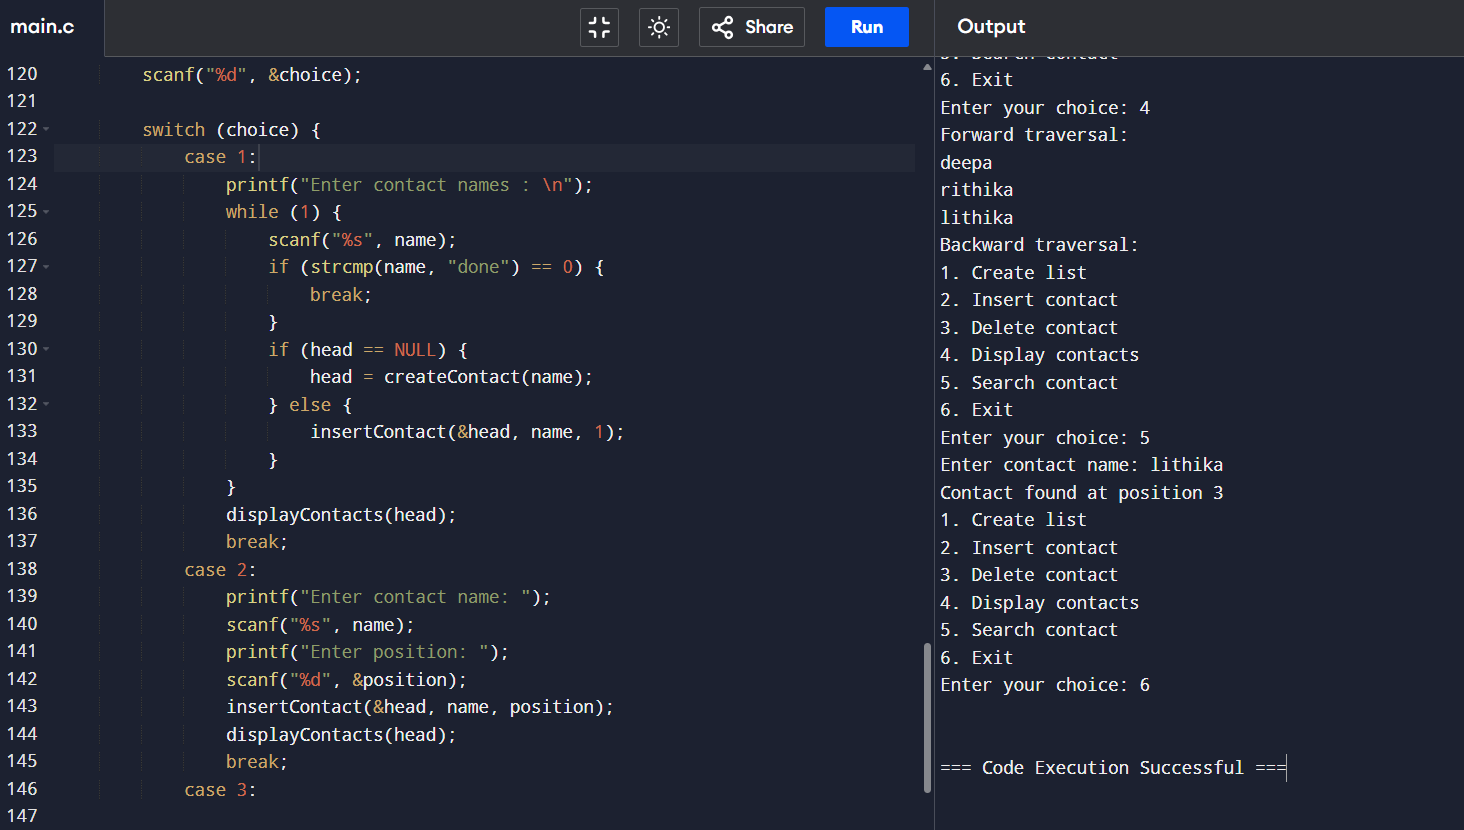 main.c
Share
Run
Output
120 scanf("%d", &choice);
121
122 switch (choice) {
123 case 1:
124 printf("Enter contact names : \n");
125 while (1) {
126 scanf("%s", name);
127 if (strcmp(name, "done") == 0) {
128 break;
129 }
130 if (head == NULL) {
131 head = createContact(name);
132 } else {
133 insertContact(&head, name, 1);
134 }
135 }
136 displayContacts(head);
137 break;
138 case 2:
139 printf("Enter contact name: ");
140 scanf("%s", name);
141 printf("Enter position: ");
142 scanf("%d", &position);
143 insertContact(&head, name, position);
144 displayContacts(head);
145 break;
146 case 3:
147
5. Search contact
6. Exit
Enter your choice: 4
Forward traversal:
deepa
rithika
lithika
Backward traversal:
1. Create list
2. Insert contact
3. Delete contact
4. Display contacts
5. Search contact
6. Exit
Enter your choice: 5
Enter contact name: lithika
Contact found at position 3
1. Create list
2. Insert contact
3. Delete contact
4. Display contacts
5. Search contact
6. Exit
Enter your choice: 6
=== Code Execution Successful ===